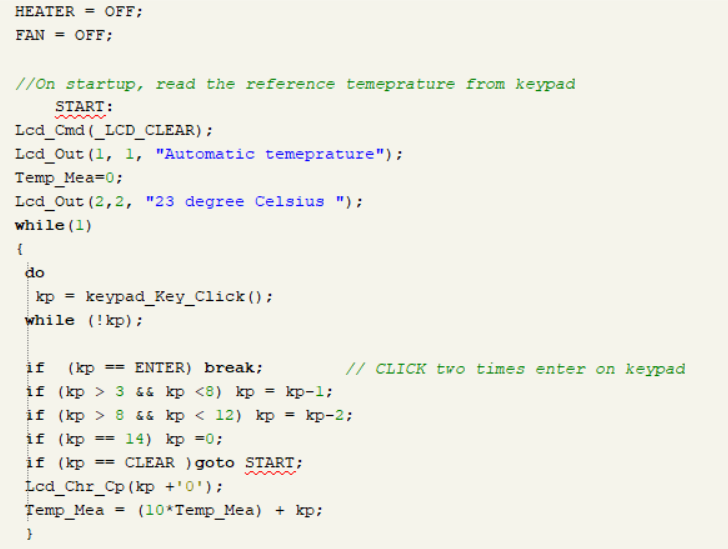 HEATER = OFF;
FAN = OFF;
//On startup, read the reference temeprature from keypad
START:
Lcd_Cmd(_LCD_CLEAR);
Lcd_Out(1, 1, "Automatic temeprature");
Temp_Mea=0;
Lcd_Out(2,2, "23 degree Celsius ");
while(1)
{
do
kp = keypad_Key_Click();
while (!kp);
if  (kp == ENTER) break;          // CLICK two times enter on keypad
if (kp > 3 && kp <8) kp = kp-1;
if (kp > 8 && kp < 12) kp = kp-2;
if (kp == 14) kp =0;
if (kp == CLEAR )goto START;
Lcd_Chr_Cp(kp +'0');
Temp_Mea = (10*Temp_Mea) + kp;
}